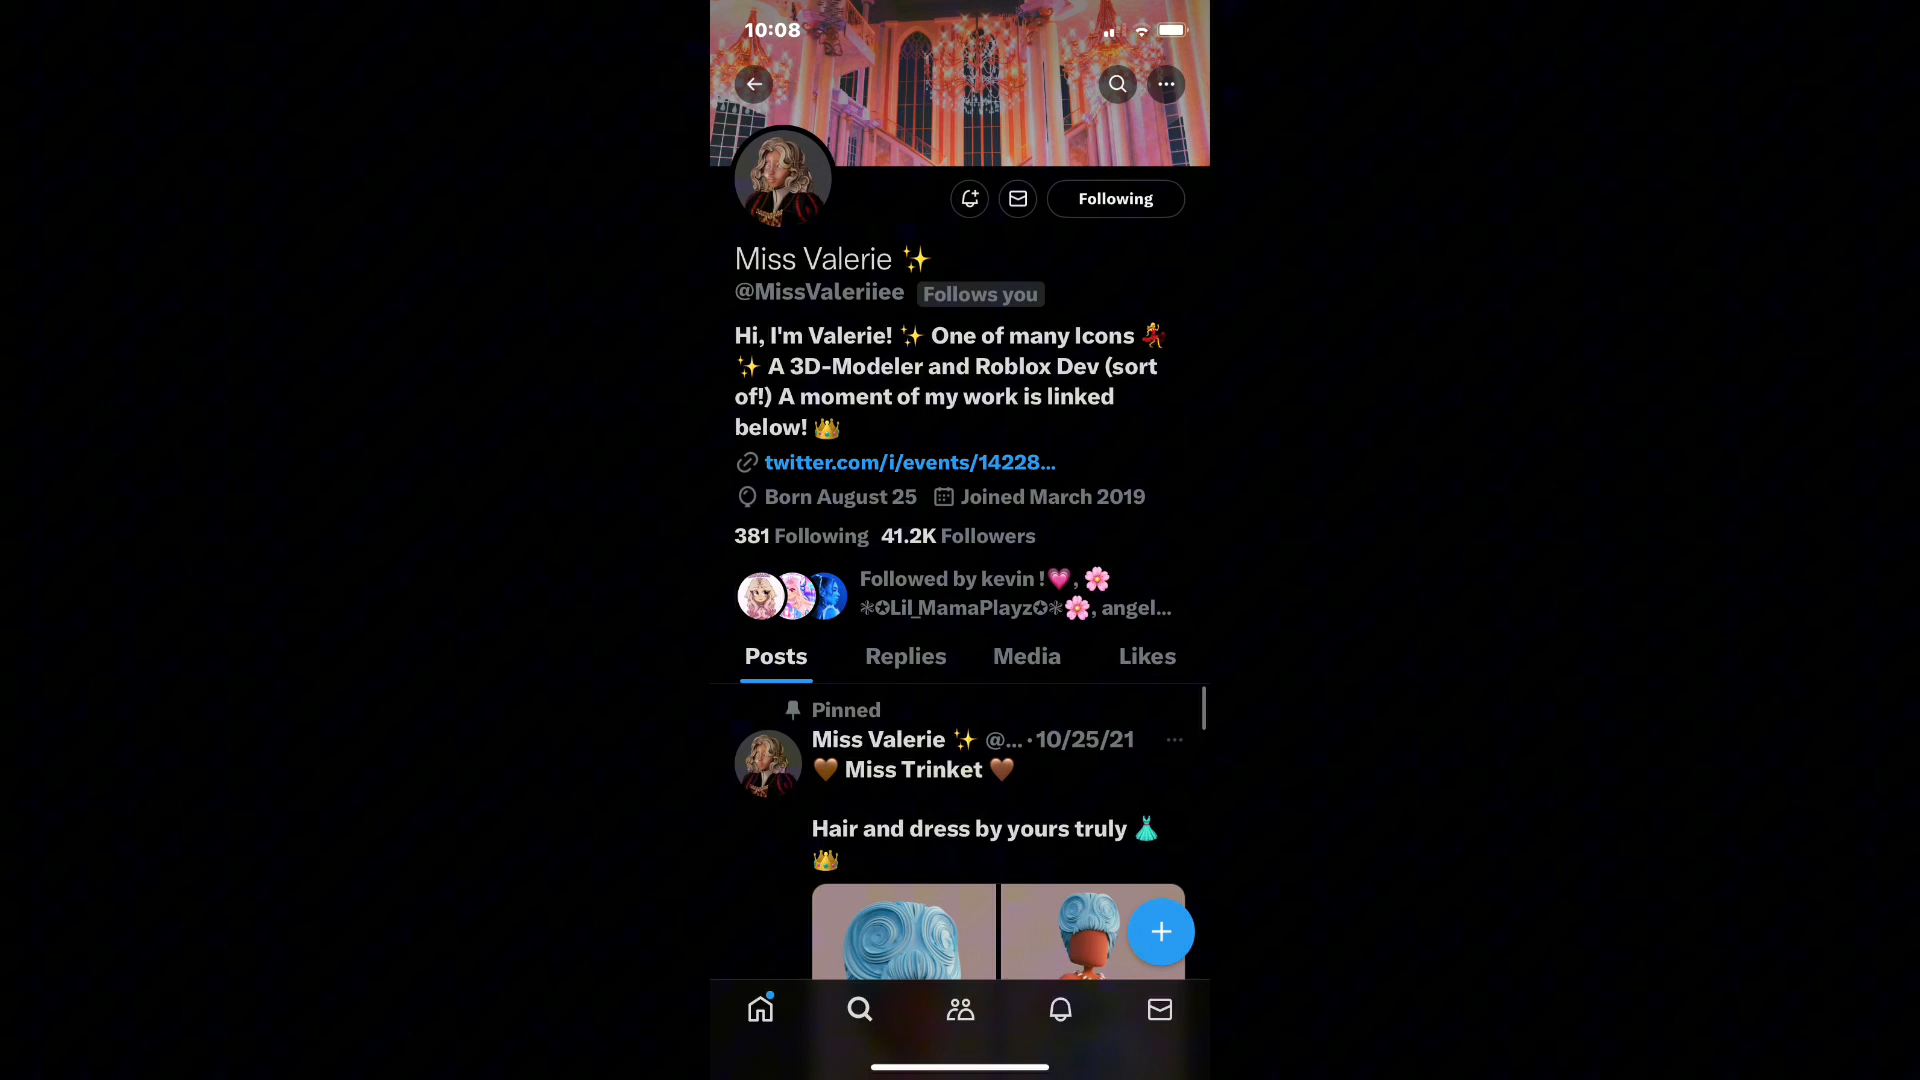 10:08
Following
Miss Valerie ✨
@MissValeriiee Follows you
Hi, I'm Valerie! ✨ One of many Icons 💃
✨ A 3D-Modeler and Roblox Dev (sort
of!) A moment of my work is linked
below! 👑
twitter.com/i/events/14228...
Born August 25 Joined March 2019
381 Following 41.2K Followers
Followed by kevin !💗, 🌸
❃✪Lil_MamaPlayz✪❃🌸, angel...
Posts Replies Media Likes
Pinned
Miss Valerie ✨ @... · 10/25/21
🤎 Miss Trinket 🤎
Hair and dress by yours truly 👗
👑